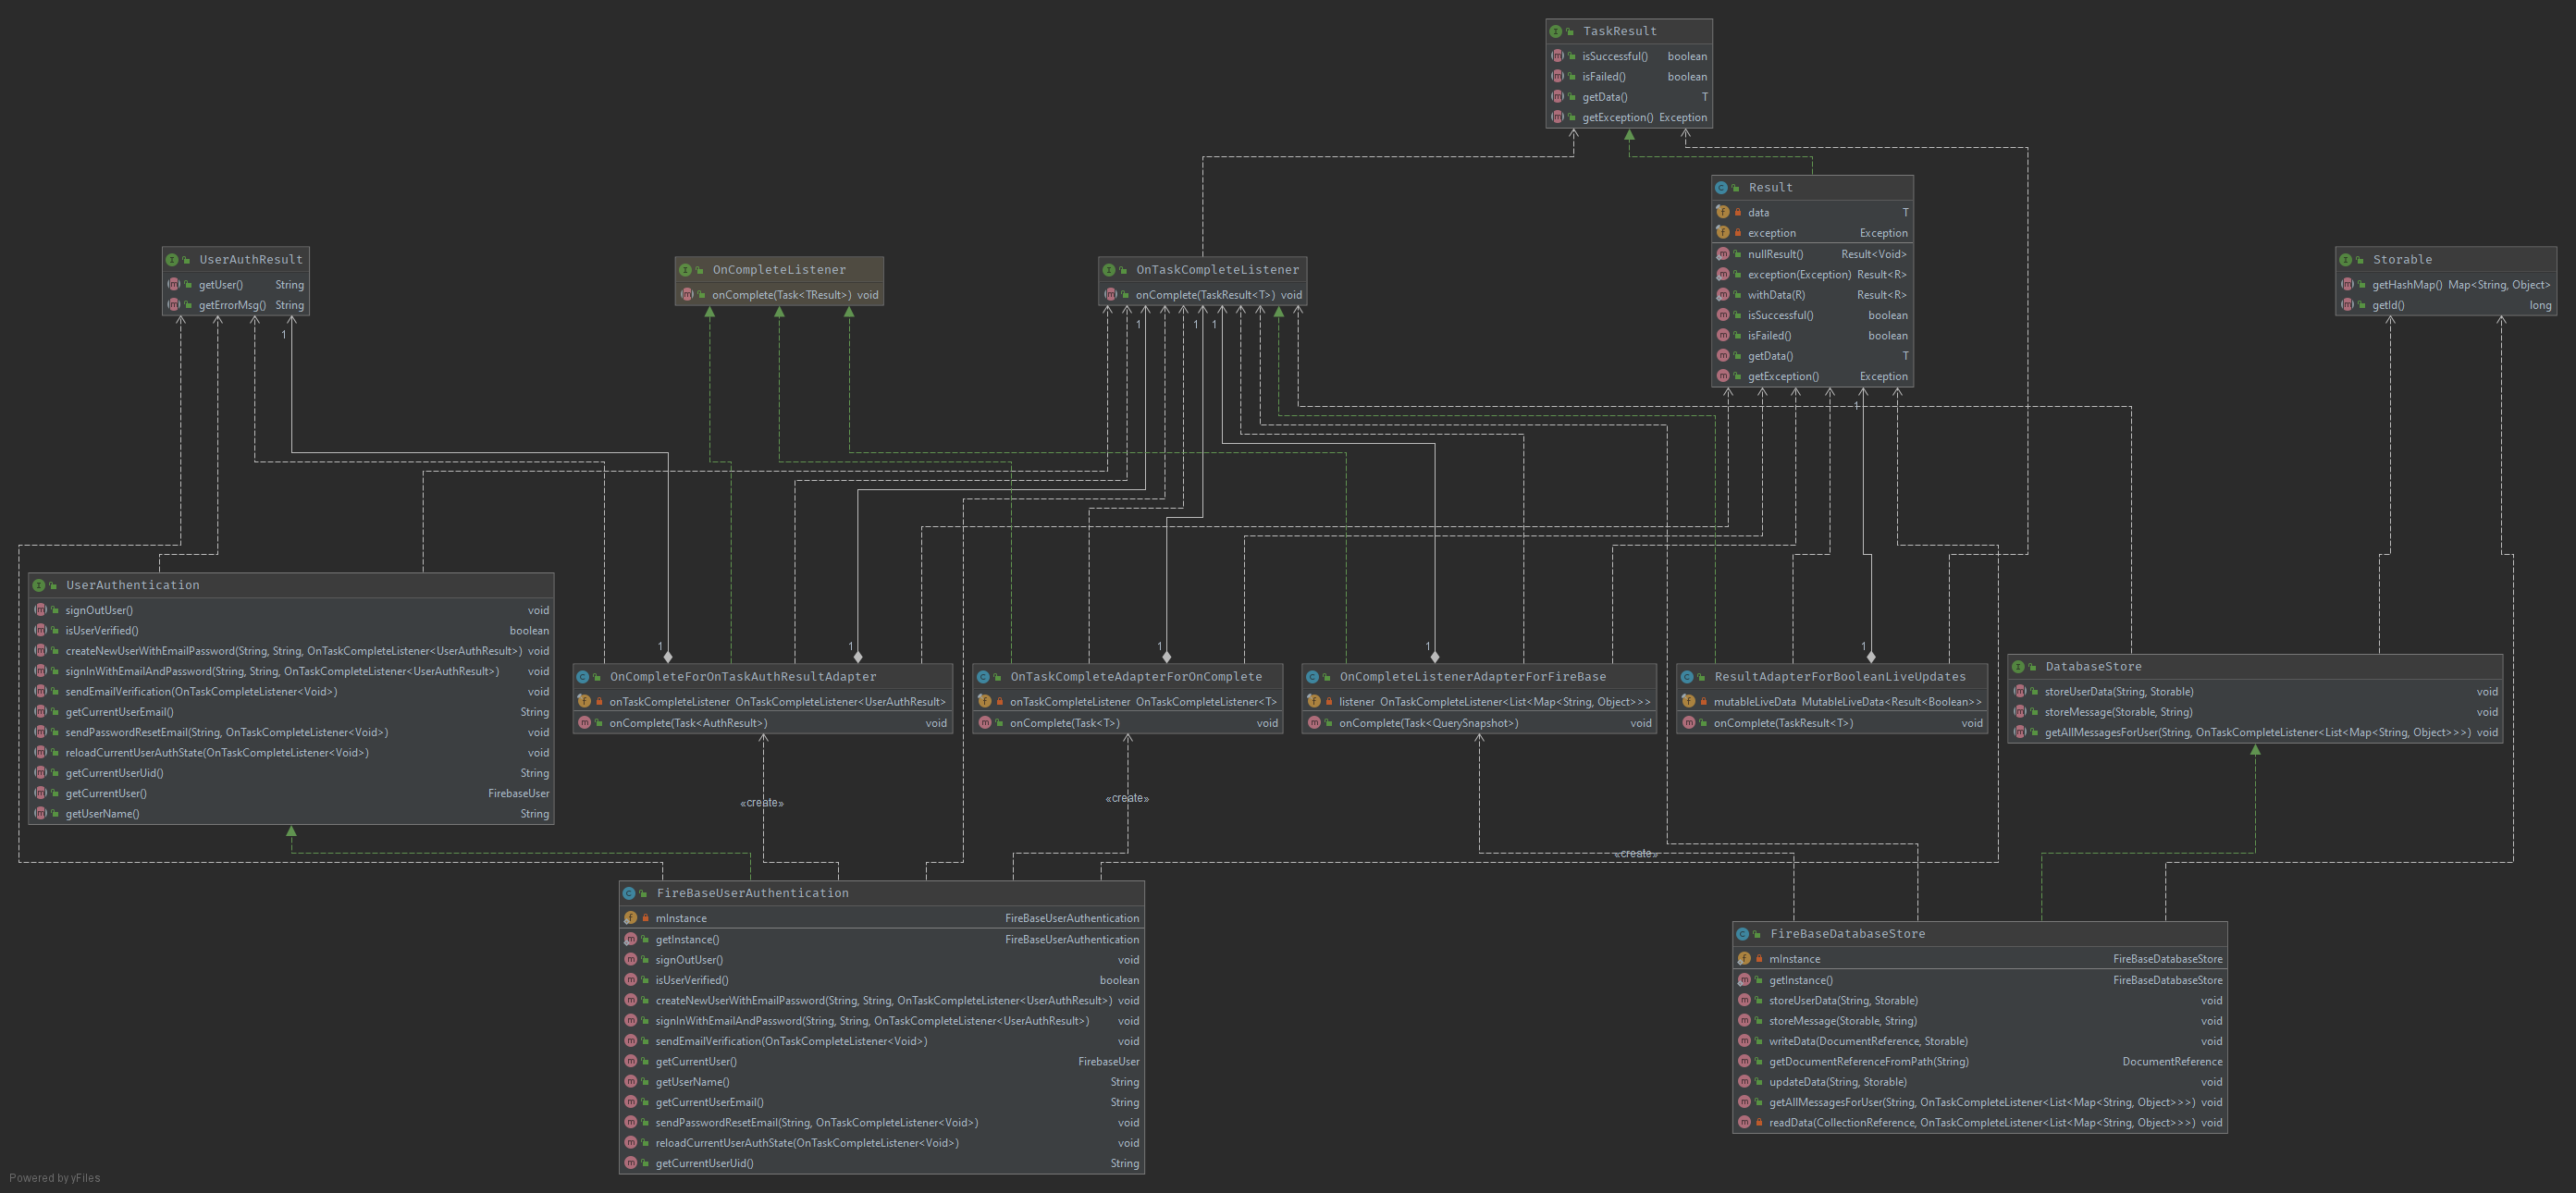 TaskResult
isSuccessful() boolean
isFailed() boolean
getData() T
getException() Exception
Result
data T
exception Exception
nullResult() Result<Void>
exception(Exception) Result<R>
withData(R) Result<R>
isSuccessful() boolean
isFailed() boolean
getData() T
getException() Exception
UserAuthResult
getUser() String
getErrorMsg() String
OnCompleteListener
onComplete(Task<TResult>) void
OnTaskCompleteListener
onComplete(TaskResult<T>) void
Storable
getHashMap() Map<String, Object>
getId() long
1
1
1
1
1
UserAuthentication
signOutUser() void
isUserVerified() boolean
createNewUserWithEmailPassword(String, String, OnTaskCompleteListener<UserAuthResult>) void
signInWithEmailAndPassword(String, String, OnTaskCompleteListener<UserAuthResult>) void
sendEmailVerification(OnTaskCompleteListener<Void>) void
getCurrentUserEmail() String
sendPasswordResetEmail(String, OnTaskCompleteListener<Void>) void
reloadCurrentUserAuthState(OnTaskCompleteListener<Void>) void
getCurrentUserUid() String
getCurrentUser() FirebaseUser
getUserName() String
1
1
1
1
1
OnCompleteForOnTaskAuthResultAdapter
onTaskCompleteListener OnTaskCompleteListener<UserAuthResult>
onComplete(Task<AuthResult>) void
OnTaskCompleteAdapterForOnComplete
onTaskCompleteListener OnTaskCompleteListener<T>
onComplete(Task<T>) void
OnCompleteListenerAdapterForFireBase
listener OnTaskCompleteListener<List<Map<String, Object>>>
onComplete(Task<QuerySnapshot>) void
ResultAdapterForBooleanLiveUpdates
mutableLiveData MutableLiveData<Result<Boolean>>
onComplete(TaskResult<T>) void
DatabaseStore
storeUserData(String, Storable) void
storeMessage(Storable, String) void
getAllMessagesForUser(String, OnTaskCompleteListener<List<Map<String, Object>>>) void
«create»
«create»
«create»
FireBaseUserAuthentication
mInstance FireBaseUserAuthentication
getInstance() FireBaseUserAuthentication
signOutUser() void
isUserVerified() boolean
createNewUserWithEmailPassword(String, String, OnTaskCompleteListener<UserAuthResult>) void
signInWithEmailAndPassword(String, String, OnTaskCompleteListener<UserAuthResult>) void
sendEmailVerification(OnTaskCompleteListener<Void>) void
getCurrentUser() FirebaseUser
getUserName() String
getCurrentUserEmail() String
sendPasswordResetEmail(String, OnTaskCompleteListener<Void>) void
reloadCurrentUserAuthState(OnTaskCompleteListener<Void>) void
getCurrentUserUid() String
FireBaseDatabaseStore
mInstance FireBaseDatabaseStore
getInstance() FireBaseDatabaseStore
storeUserData(String, Storable) void
storeMessage(Storable, String) void
writeData(DocumentReference, Storable) void
getDocumentReferenceFromPath(String) DocumentReference
updateData(String, Storable) void
getAllMessagesForUser(String, OnTaskCompleteListener<List<Map<String, Object>>>) void
readData(CollectionReference, OnTaskCompleteListener<List<Map<String, Object>>>) void
Powered by yFiles